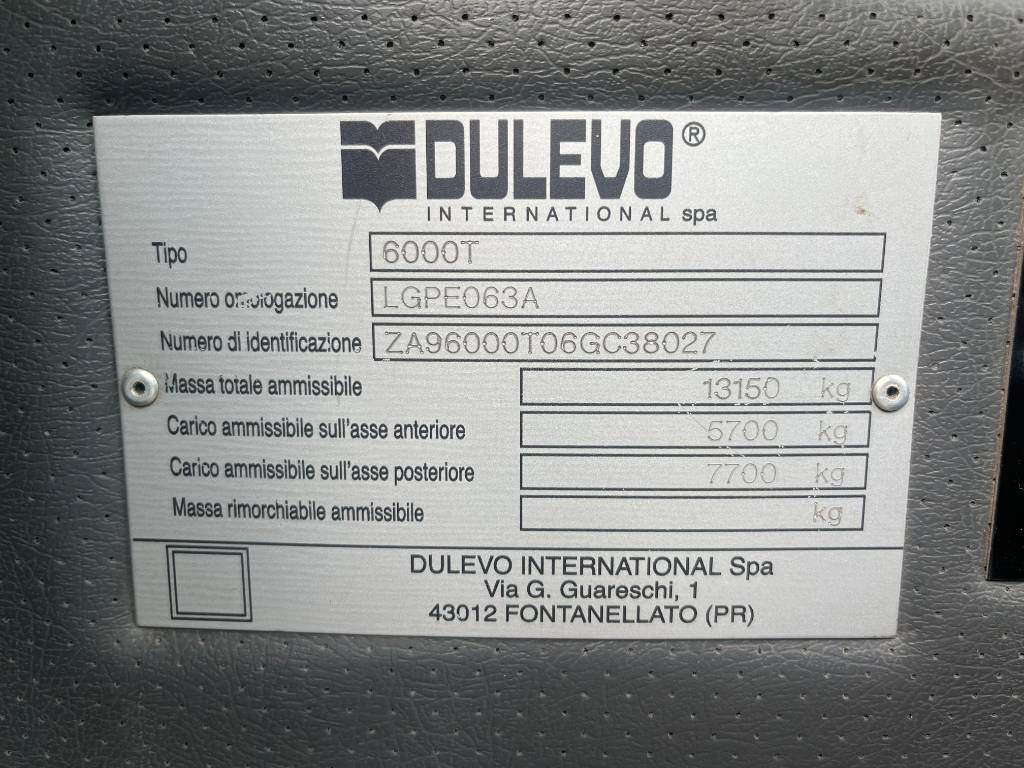 DULEVO®
INTERNATIONAL spa
Tipo 6000T
Numero omologazione LGPE063A
Numero di identificazione ZA96000T06GC38027
Massa totale ammissibile 13150 kg
Carico ammissibile sull'asse anteriore 5700 kg
Carico ammissibile sull'asse posteriore 7700 kg
Massa rimorchiabile ammissibile kg
DULEVO INTERNATIONAL Spa
Via G. Guareschi, 1
43012 FONTANELLATO (PR)